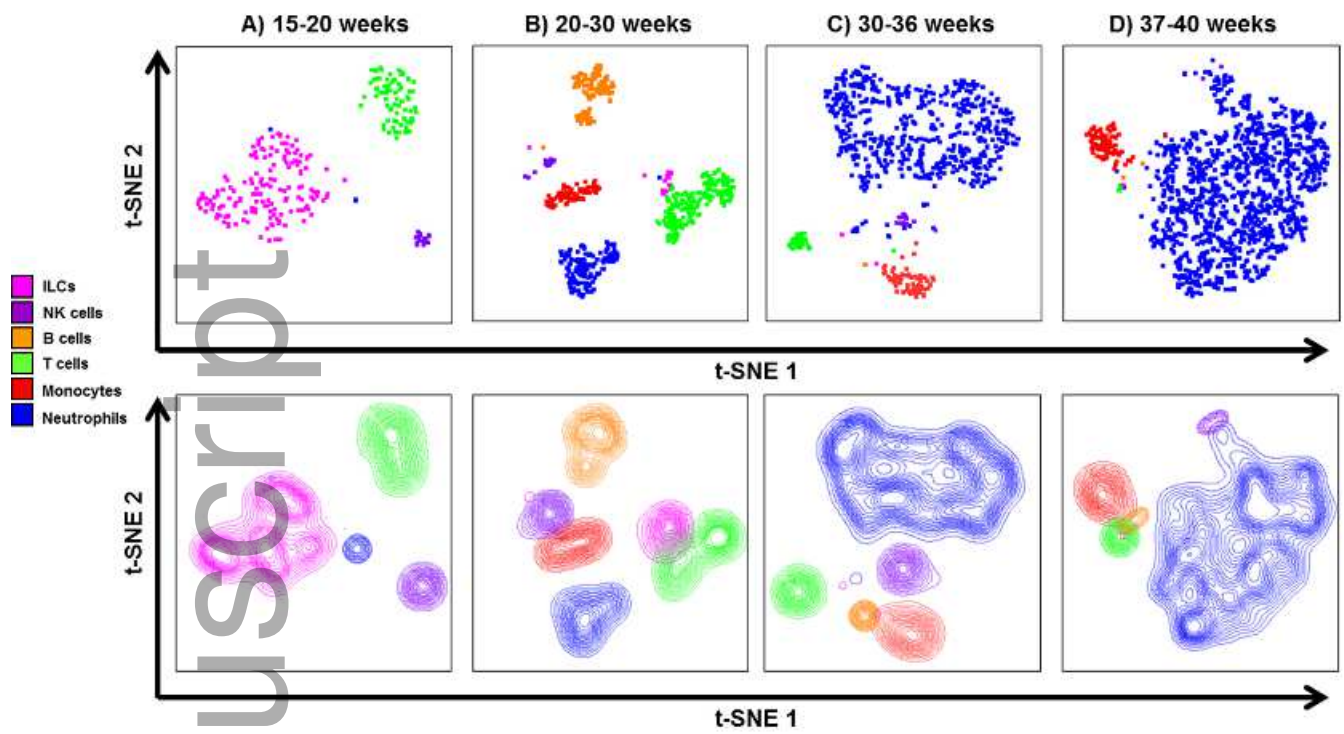 A) 15-20 weeks
B) 20-30 weeks
C) 30-36 weeks
D) 37-40 weeks
t-SNE 2
ILCs
NK cells
B cells
T cells
Monocytes
Neutrophils
t-SNE 1
t-SNE 2
t-SNE 1
uscript